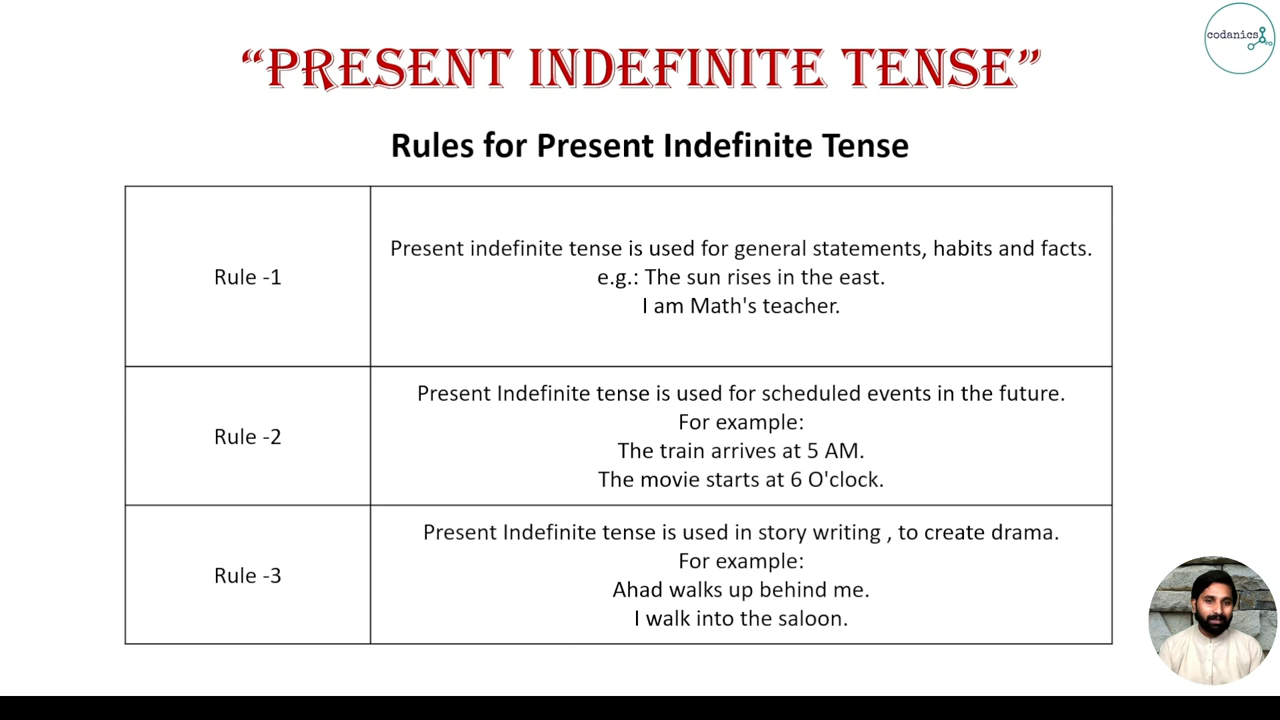 codanics
“PRESENT INDEFINITE TENSE”
Rules for Present Indefinite Tense
Rule -1
Present indefinite tense is used for general statements, habits and facts.
e.g.: The sun rises in the east.
I am Math's teacher.
Rule -2
Present Indefinite tense is used for scheduled events in the future.
For example:
The train arrives at 5 AM.
The movie starts at 6 O'clock.
Rule -3
Present Indefinite tense is used in story writing , to create drama.
For example:
Ahad walks up behind me.
I walk into the saloon.